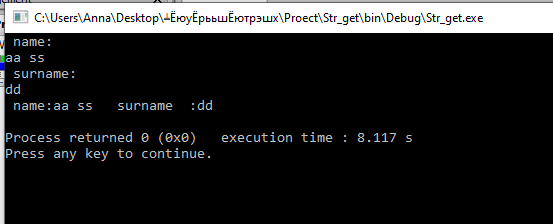 C:\Users\Anna\Desktop\╧ЁюуЁрььшЁютрэшх\Proect\Str_get\bin\Debug\Str_get.exe
name:
aa ss
surname:
dd
name:aa ss   surname  :dd
Process returned 0 (0x0)   execution time : 8.117 s
Press any key to continue.